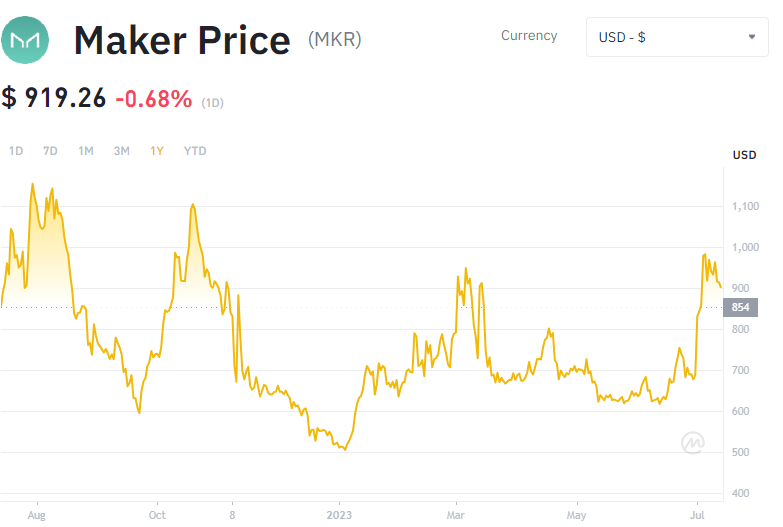 Maker Price (MKR)
Currency
USD - $
$ 919.26 -0.68% (1D)
1D 7D 1M 3M 1Y YTD
USD
1,100
1,000
900
854
800
700
600
500
400
Aug Oct 8 2023 Mar May Jul